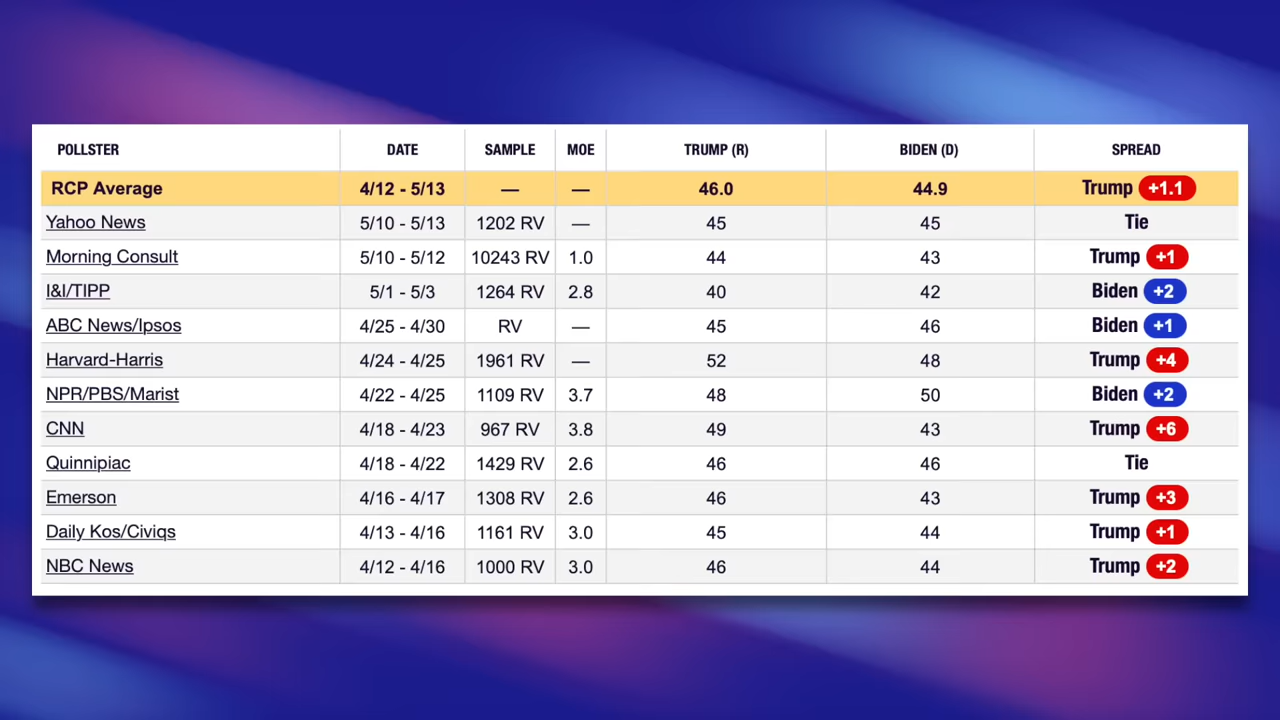 POLLSTER DATE SAMPLE MOE TRUMP (R) BIDEN (D) SPREAD
RCP Average 4/12 - 5/13 — — 46.0 44.9 Trump +1.1
Yahoo News 5/10 - 5/13 1202 RV — 45 45 Tie
Morning Consult 5/10 - 5/12 10243 RV 1.0 44 43 Trump +1
I&I/TIPP 5/1 - 5/3 1264 RV 2.8 40 42 Biden +2
ABC News/Ipsos 4/25 - 4/30 RV — 45 46 Biden +1
Harvard-Harris 4/24 - 4/25 1961 RV — 52 48 Trump +4
NPR/PBS/Marist 4/22 - 4/25 1109 RV 3.7 48 50 Biden +2
CNN 4/18 - 4/23 967 RV 3.8 49 43 Trump +6
Quinnipiac 4/18 - 4/22 1429 RV 2.6 46 46 Tie
Emerson 4/16 - 4/17 1308 RV 2.6 46 43 Trump +3
Daily Kos/Civiqs 4/13 - 4/16 1161 RV 3.0 45 44 Trump +1
NBC News 4/12 - 4/16 1000 RV 3.0 46 44 Trump +2